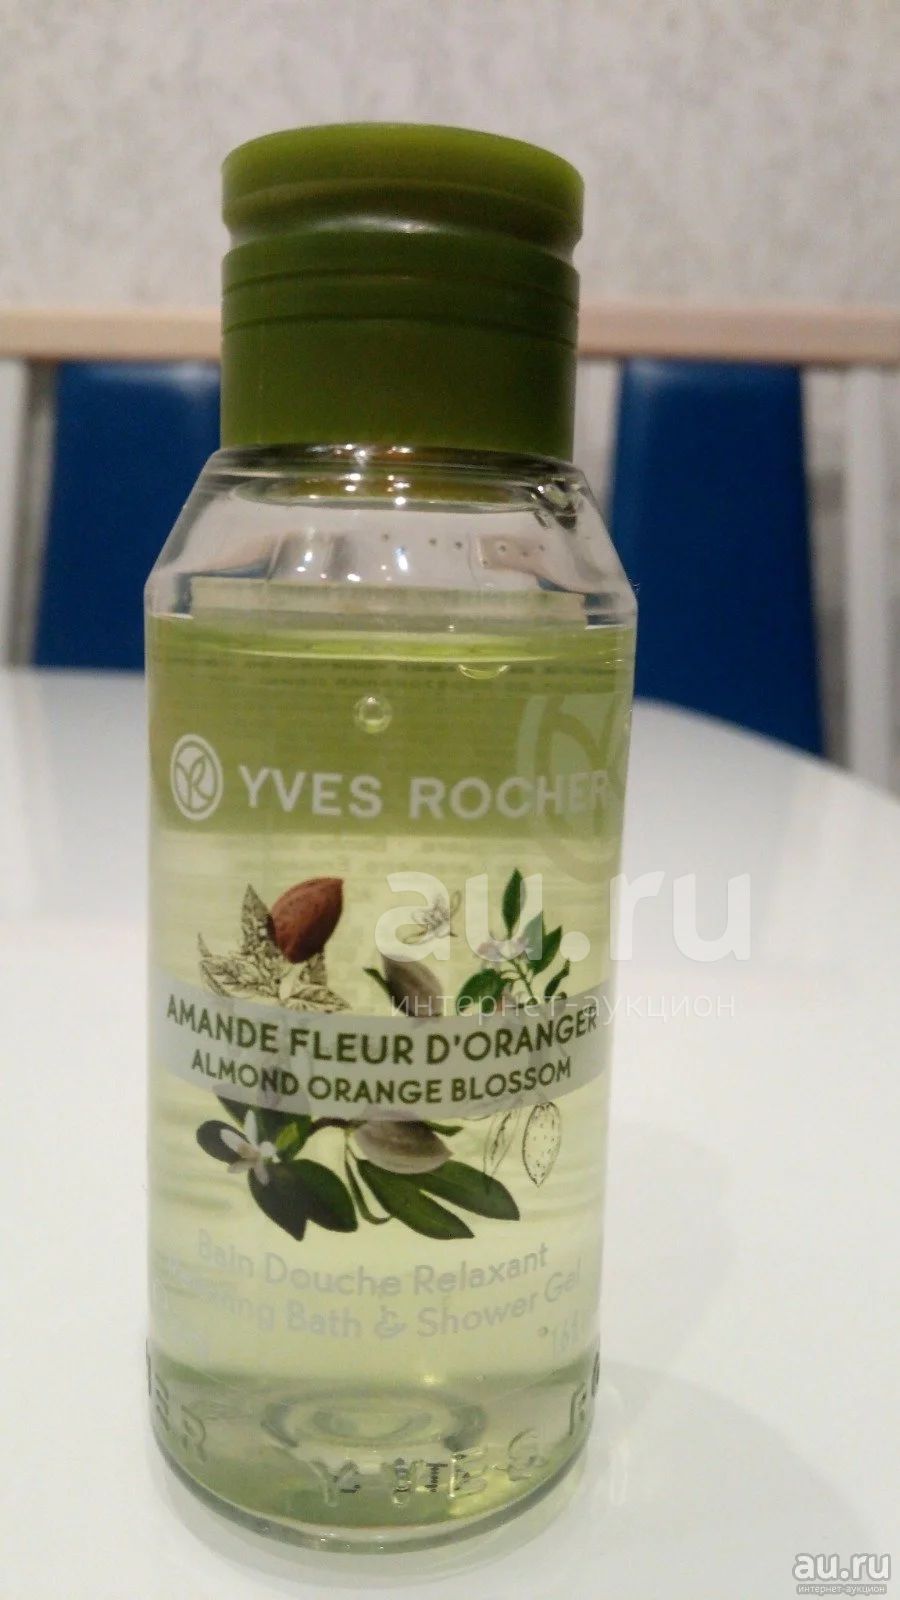 YVES ROCHER
au.ru
интернет-аукцион
AMANDE FLEUR D'ORANGER
ALMOND ORANGE BLOSSOM
Bain Douche Relaxant
Bath & Shower Gel
au.ru
интернет-аукцион